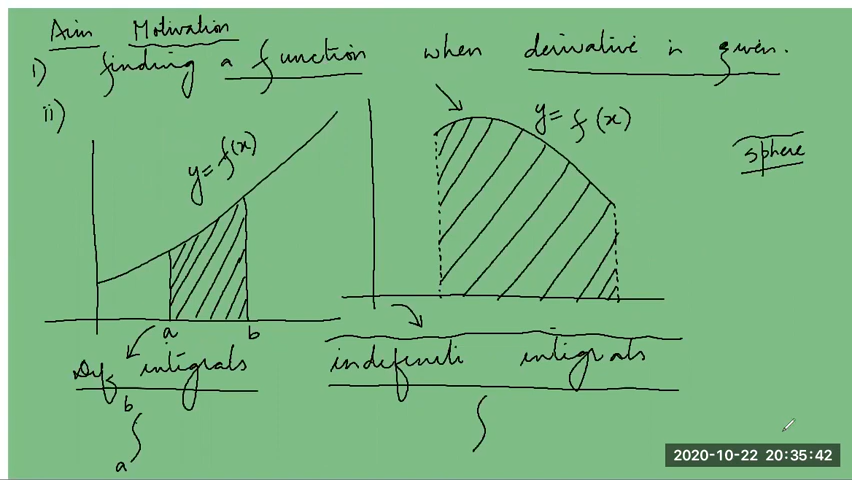 Aim Motivation
i) finding a function when derivative is given.
ii)
y = f(x)
y = f(x)
sphere
a b
Def integrals
indefiniti integrals
b
∫
a
∫
2020-10-22 20:35:42